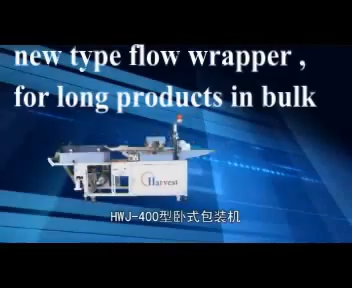 new type flow wrapper ,
for long products in bulk
Harvest
HWJ-400型卧式包装机